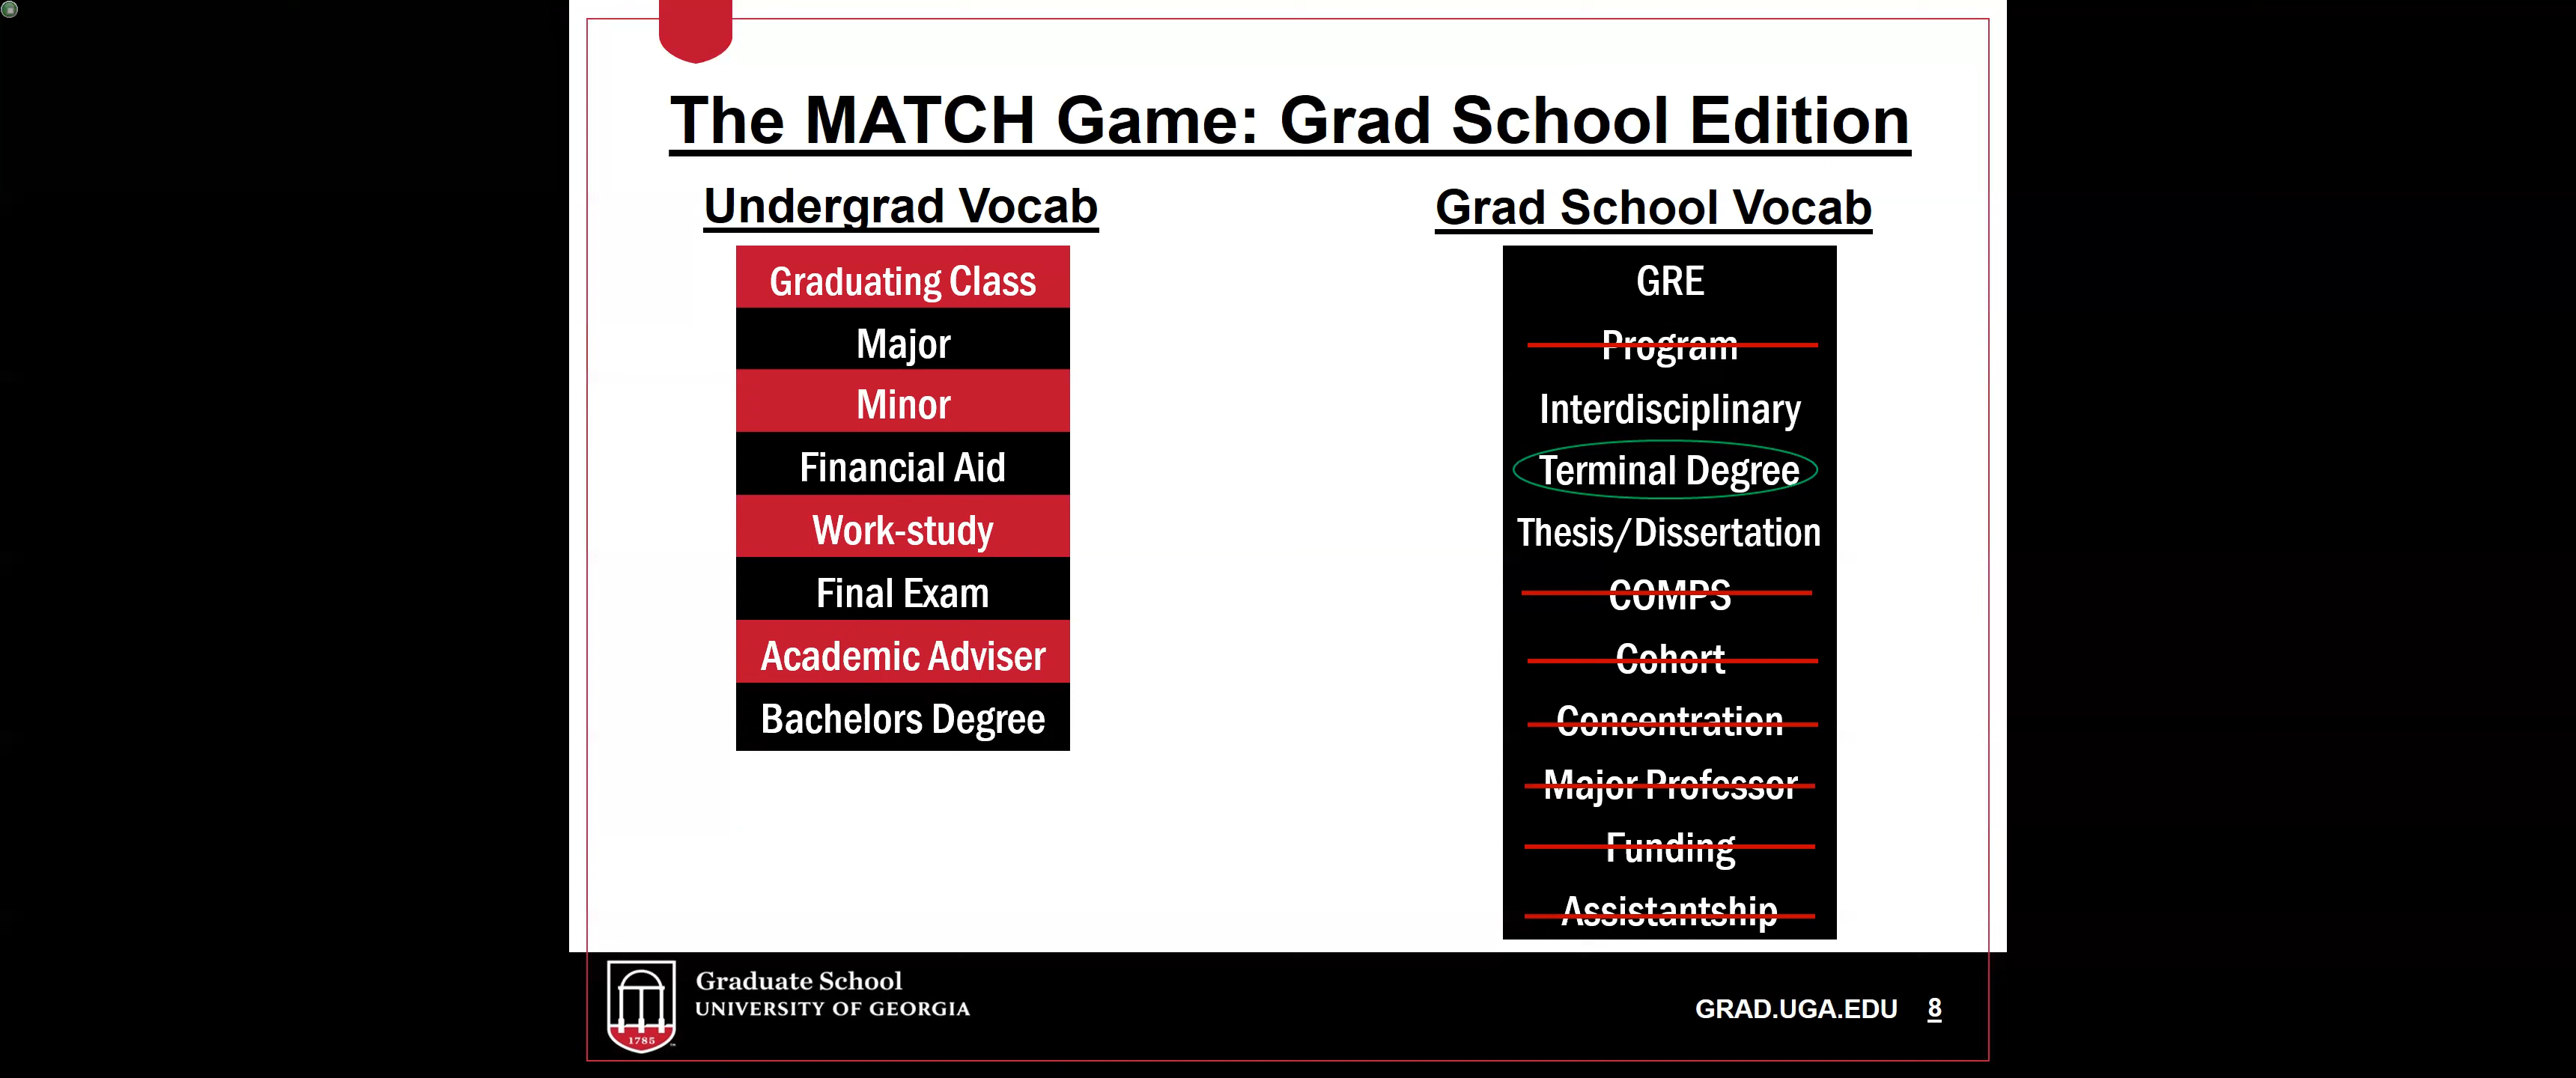 The MATCH Game: Grad School Edition
Undergrad Vocab
Graduating Class
Major
Minor
Financial Aid
Work-study
Final Exam
Academic Adviser
Bachelors Degree
Grad School Vocab
GRE
Program
Interdisciplinary
Terminal Degree
Thesis/Dissertation
COMPS
Cohort
Concentration
Major Professor
Funding
Assistantship
1785
Graduate School
UNIVERSITY OF GEORGIA
GRAD.UGA.EDU 8